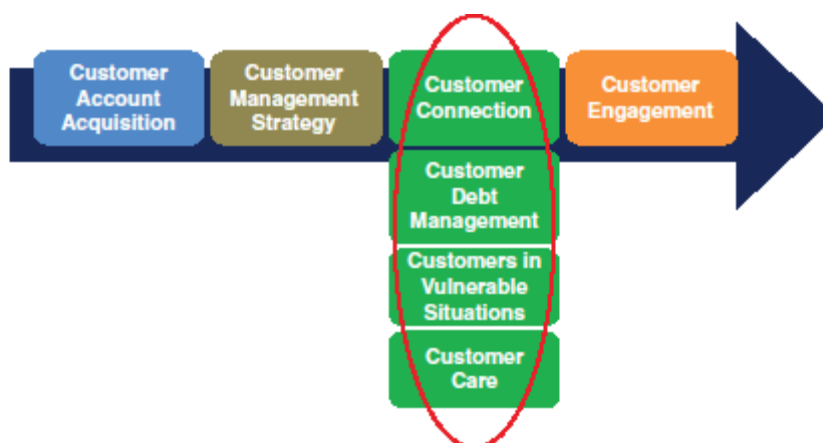 Customer
Account
Acquisition
Customer
Management
Strategy
Customer
Connection
Customer
Engagement
Customer
Debt
Management
Customers in
Vulnerable
Situations
Customer
Care